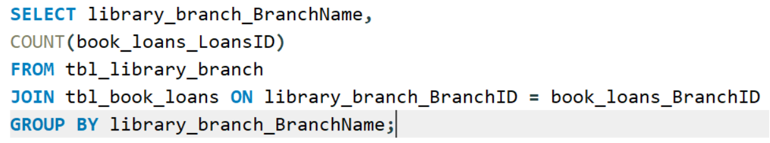 SELECT library_branch_BranchName,
COUNT(book_loans_LoansID)
FROM tbl_library_branch
JOIN tbl_book_loans ON library_branch_BranchID = book_loans_BranchID
GROUP BY library_branch_BranchName;